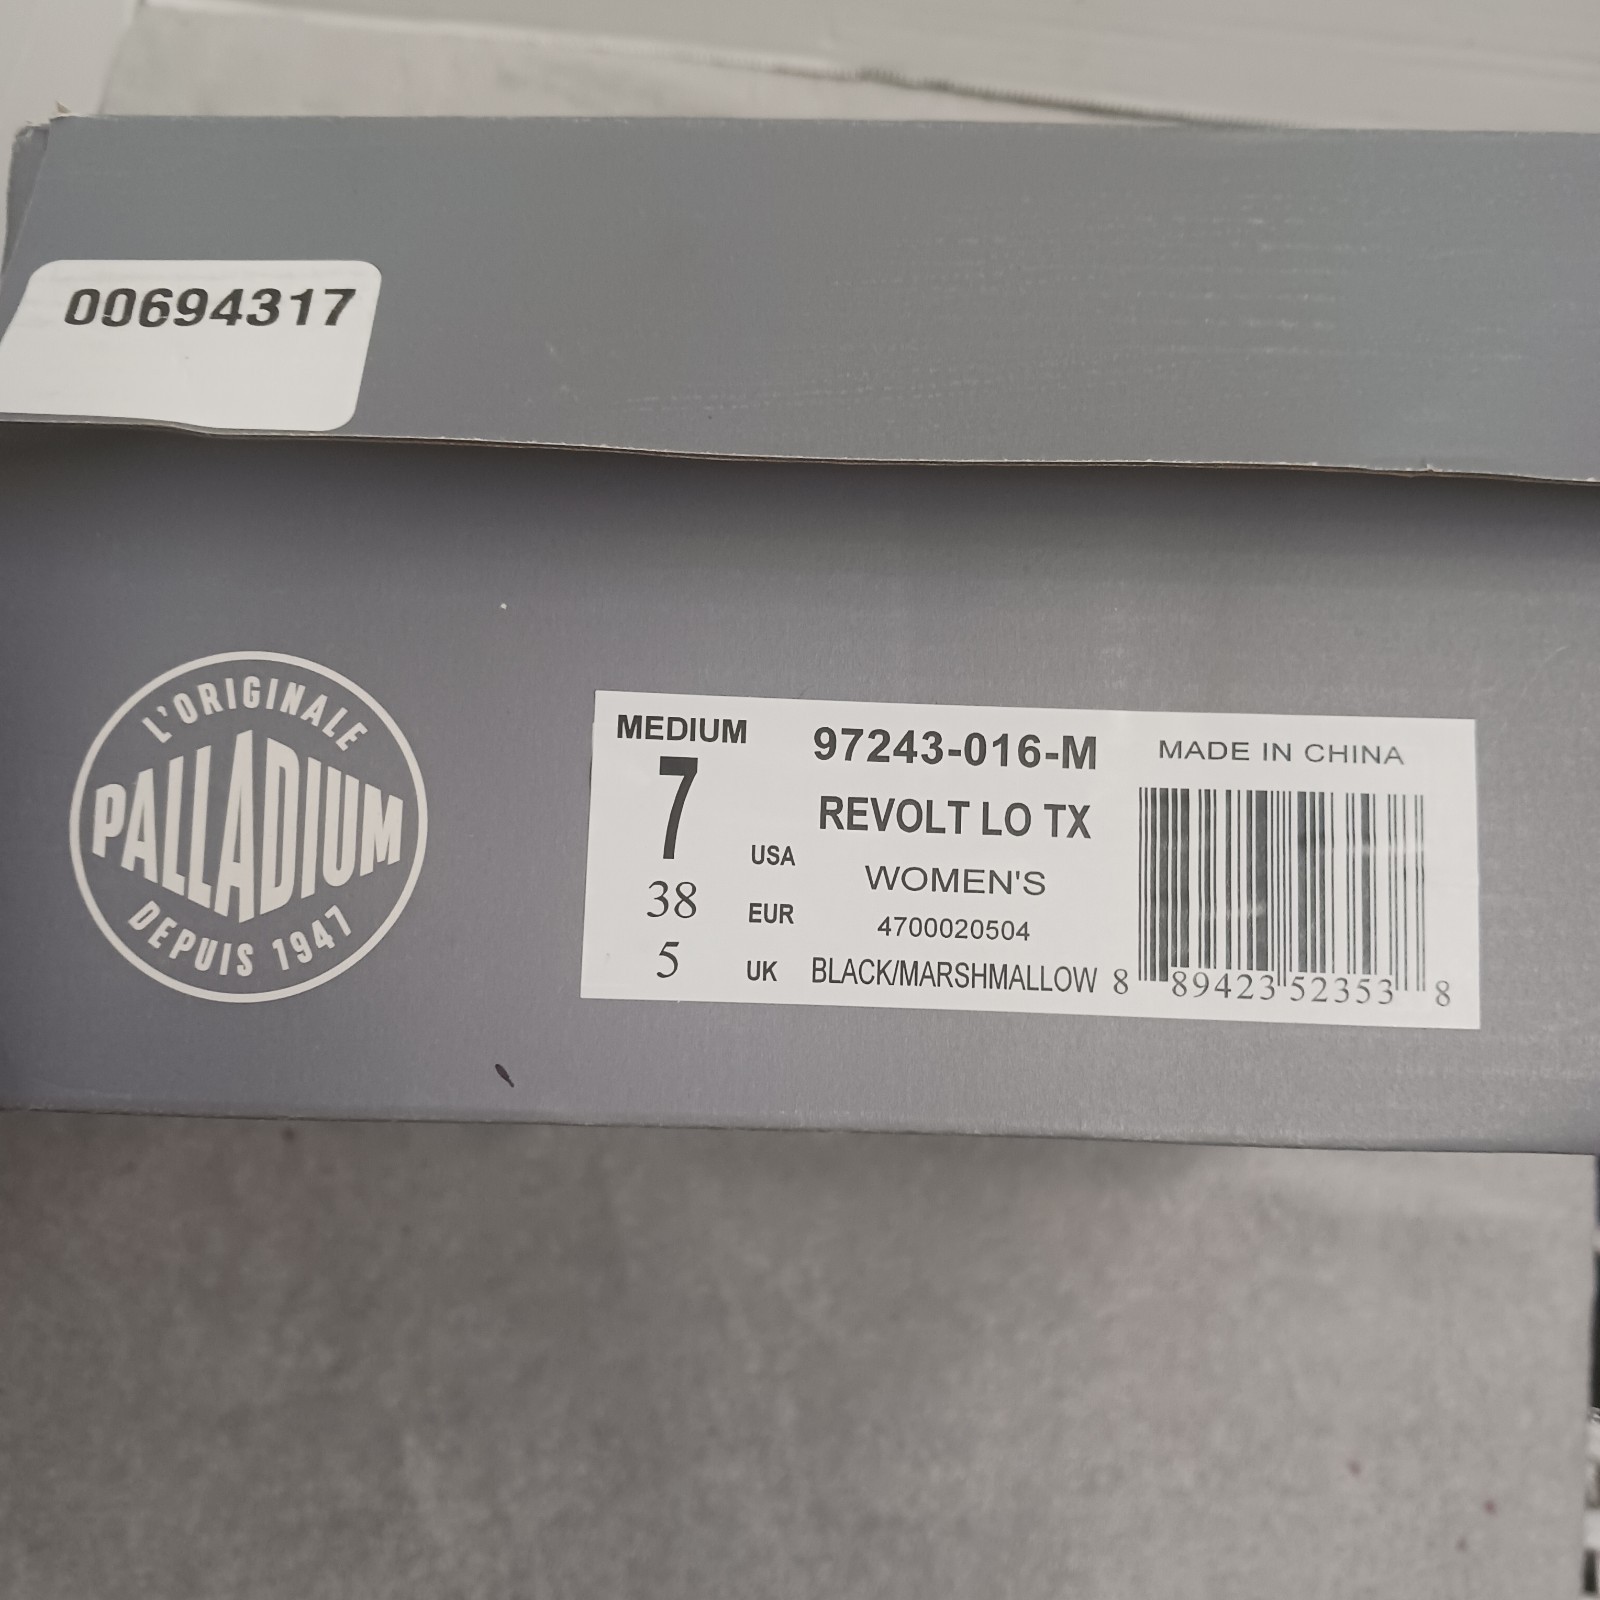 00694317
L'ORIGINALE
PALLADIUM
DEPUIS 1947
MEDIUM
7 USA
38 EUR
5 UK
97243-016-M
REVOLT LO TX
WOMEN'S
4700020504
BLACK/MARSHMALLOW
MADE IN CHINA
8 89423 52353 8